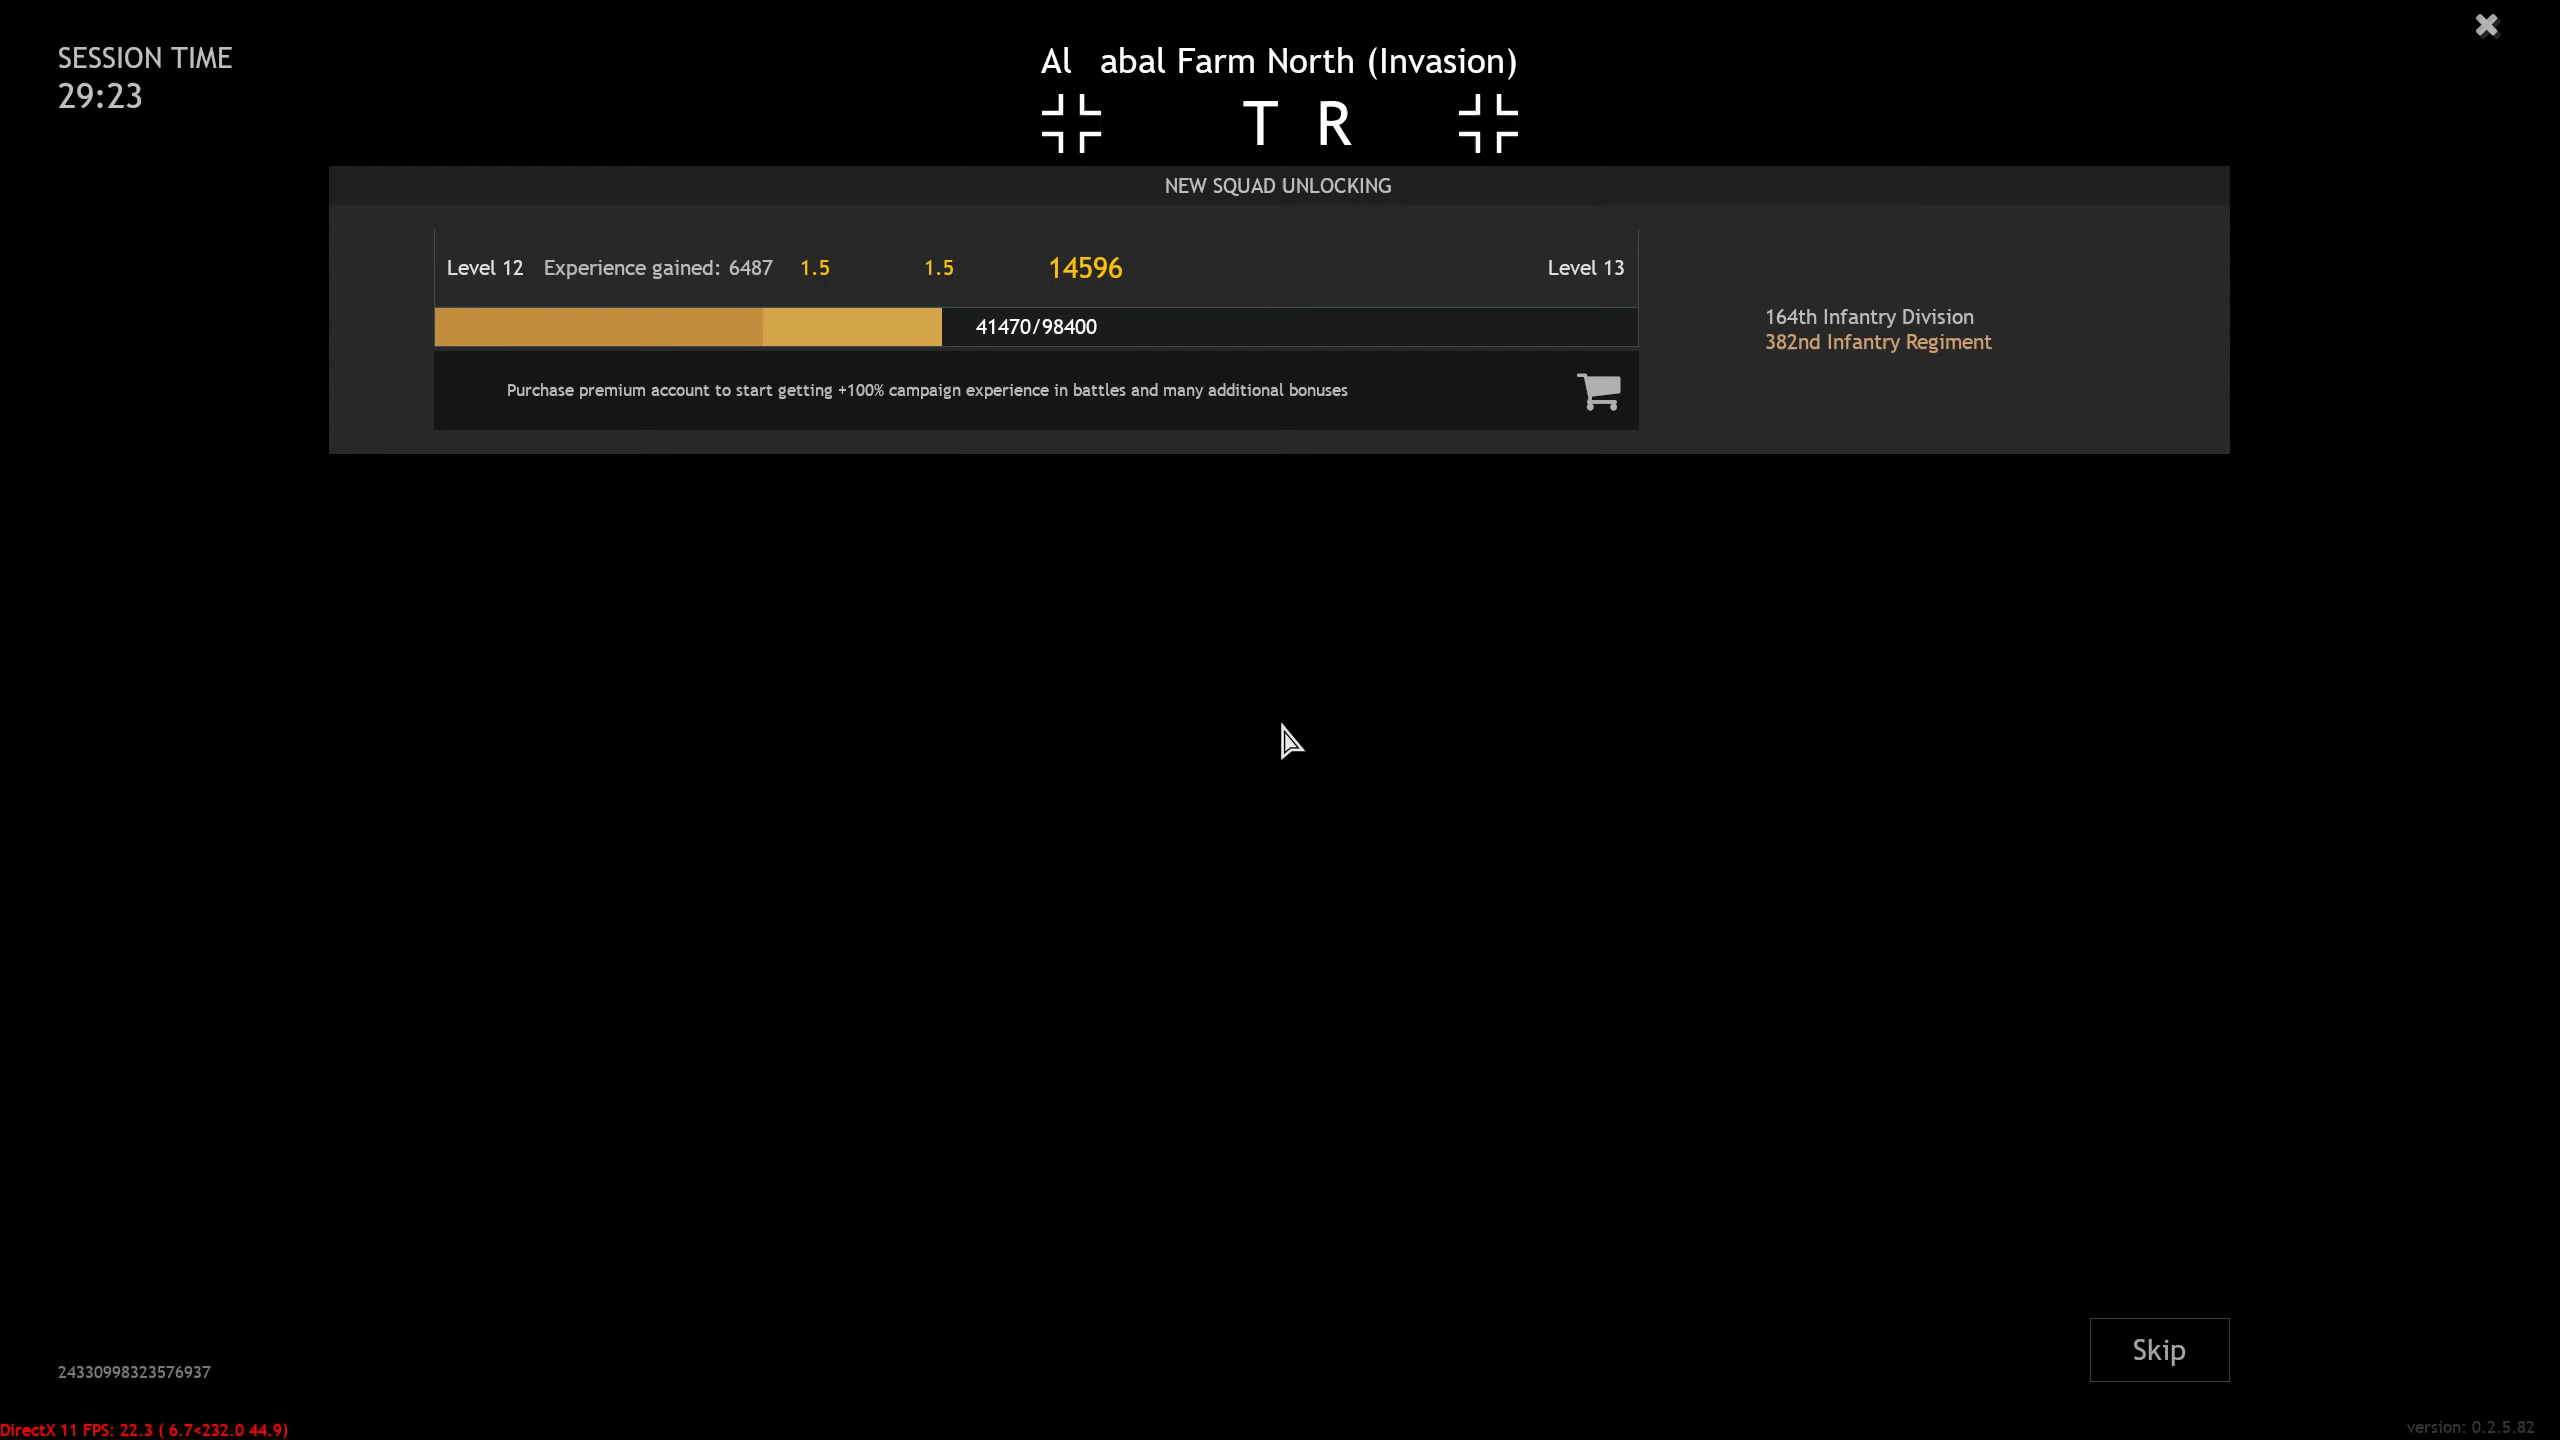 SESSION TIME
29:23
Al abal Farm North (Invasion)
T R
NEW SQUAD UNLOCKING
Level 12 Experience gained: 6487 1.5 1.5 14596 Level 13
41470/98400
164th Infantry Division
382nd Infantry Regiment
Purchase premium account to start getting +100% campaign experience in battles and many additional bonuses
Skip
24330998323576937
DirectX 11 FPS: 22.3 ( 6.7<232.0 44.9)
version: 0.2.5.82